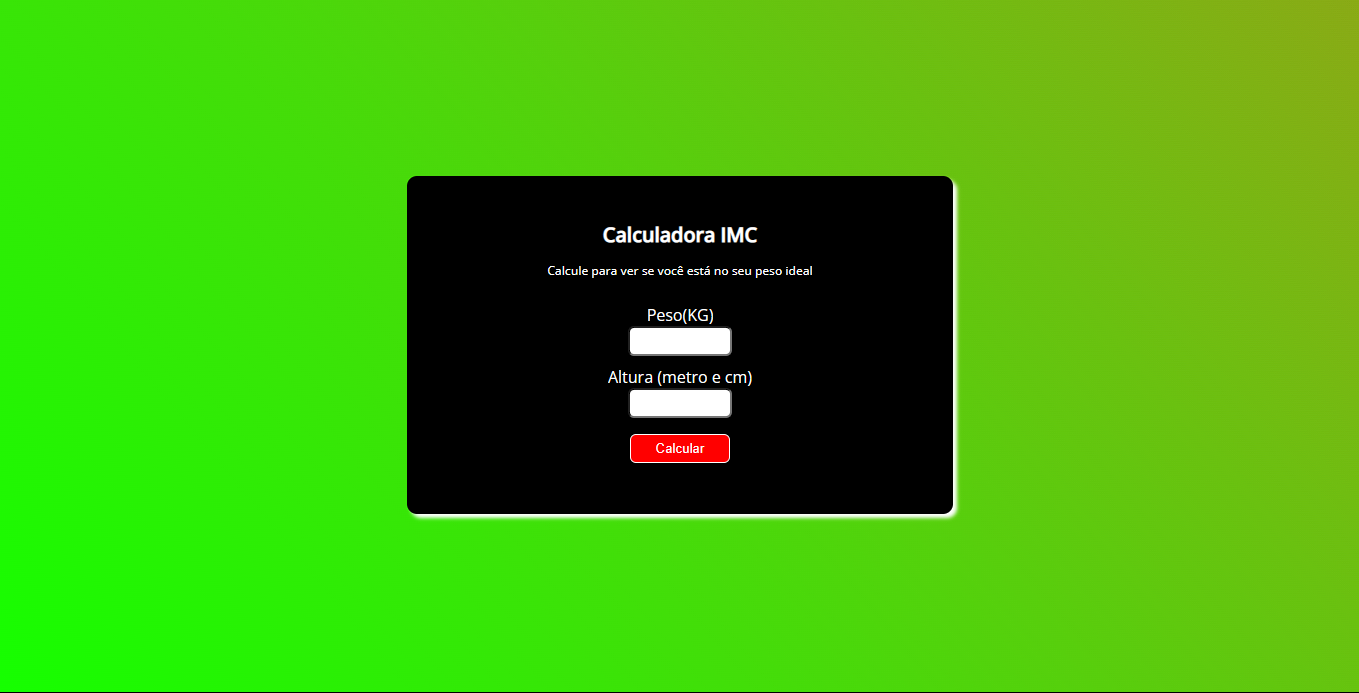 Calculadora IMC
Calcule para ver se você está no seu peso ideal
Peso(KG)
Altura (metro e cm)
Calcular